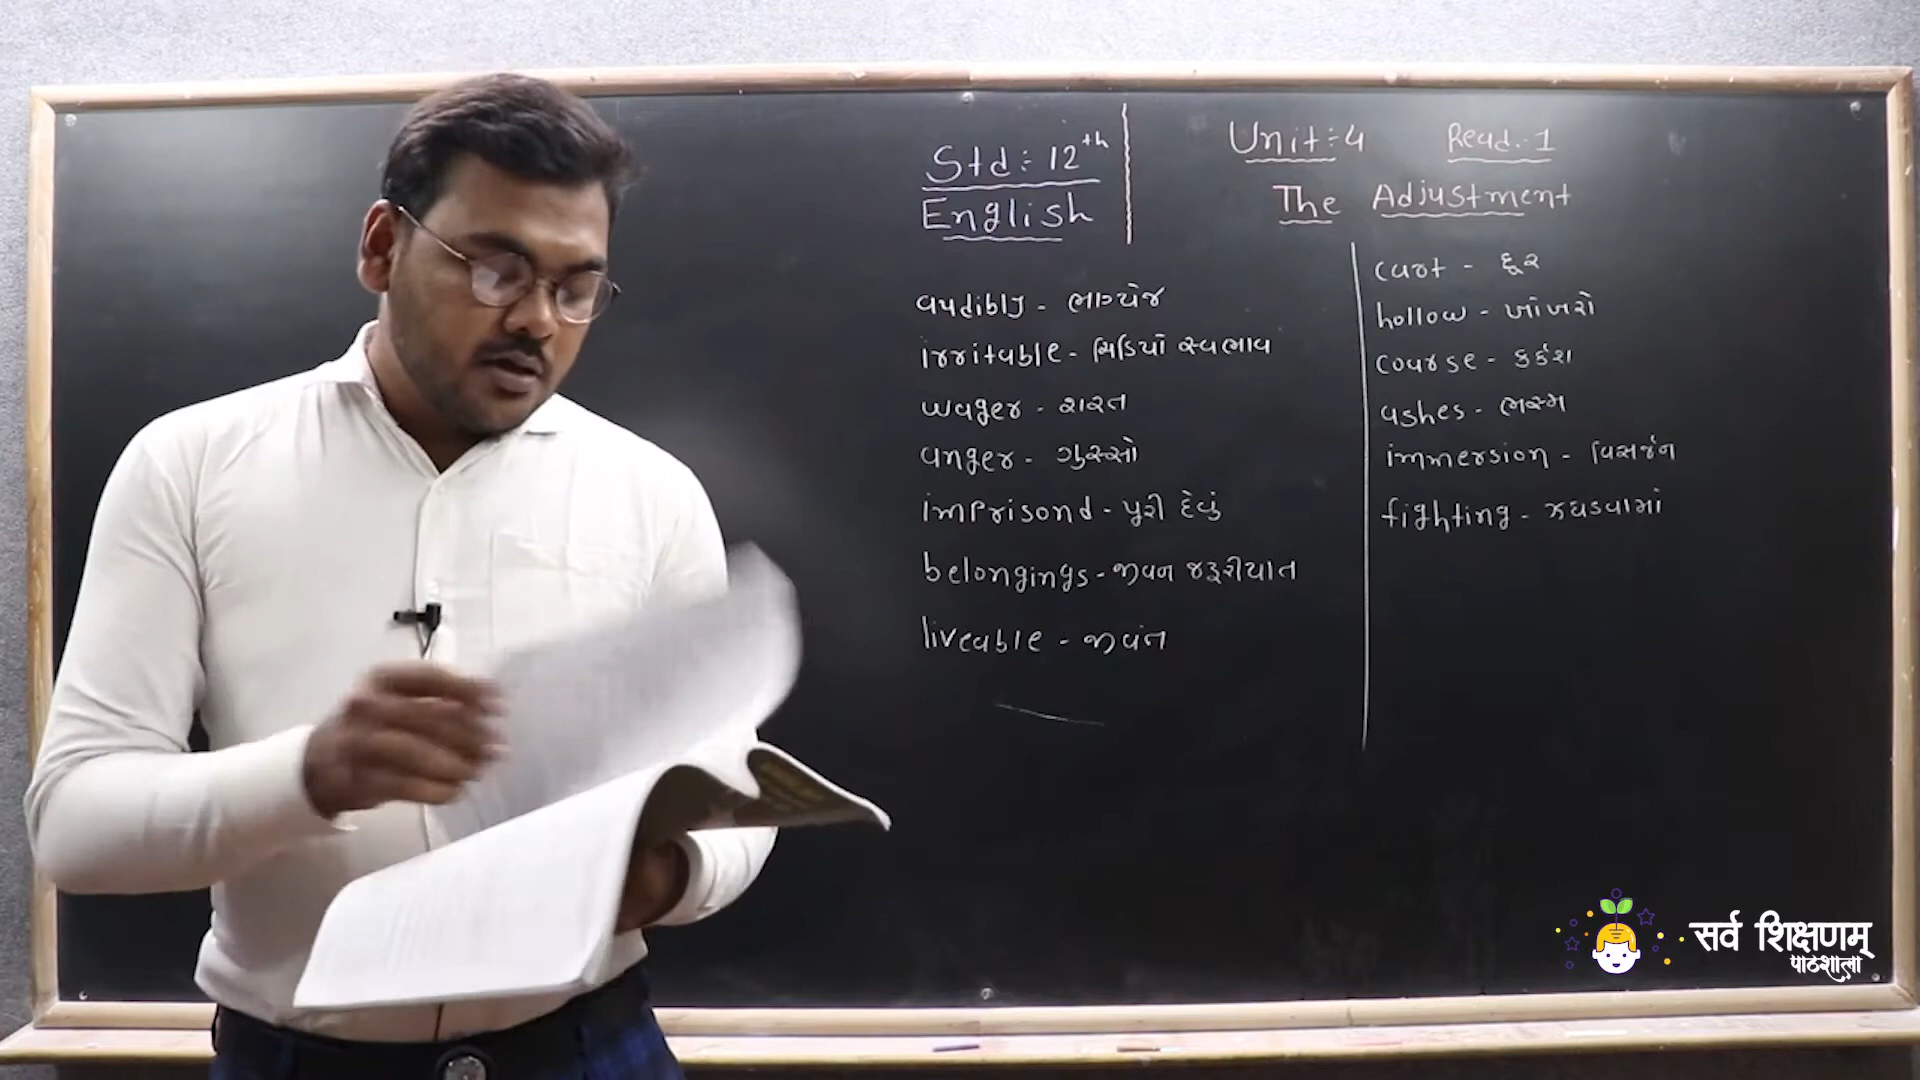 Std : 12th
English
Unit : 4 Read. 1
The Adjustment
audibly - ભાગ્યેજ
irritable - ચિડિયો સ્વભાવ
wager - શરત
anger - ગુસ્સો
imprisond - પૂરી દેવું
belongings - જીવન જરૂરીયાત
liveable - જીવંત
curt - દૂર
hollow - ખોખરો
course - કર્કશ
ashes - ભસ્મ
immersion - વિસર્જન
fighting - ઝઘડવામાં
सर्व शिक्षणम्
पाठशाला